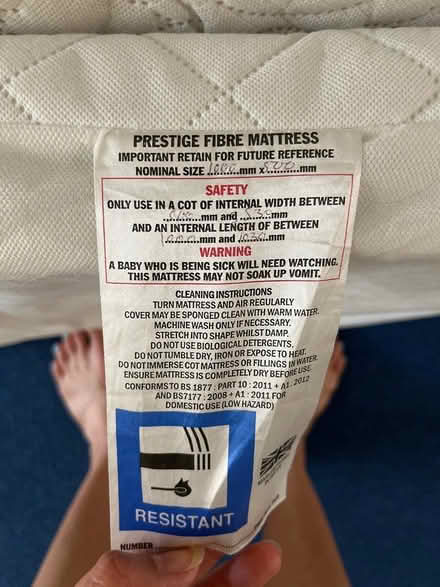 PRESTIGE FIBRE MATTRESS
IMPORTANT RETAIN FOR FUTURE REFERENCE
NOMINAL SIZE 1000 mm x 500 mm
SAFETY
ONLY USE IN A COT OF INTERNAL WIDTH BETWEEN
mm and 530 mm
AND AN INTERNAL LENGTH OF BETWEEN
mm and 1030 mm
WARNING
A BABY WHO IS BEING SICK WILL NEED WATCHING.
THIS MATTRESS MAY NOT SOAK UP VOMIT.
CLEANING INSTRUCTIONS
TURN MATTRESS AND AIR REGULARLY
COVER MAY BE SPONGED CLEAN WITH WARM WATER.
MACHINE WASH ONLY IF NECESSARY.
STRETCH INTO SHAPE WHILST DAMP.
DO NOT USE BIOLOGICAL DETERGENTS.
DO NOT TUMBLE DRY, IRON OR EXPOSE TO HEAT.
DO NOT IMMERSE COT MATTRESS OR FILLINGS IN WATER.
ENSURE MATTRESS IS COMPLETELY DRY BEFORE USE.
CONFORMS TO BS 1877 : PART 10 : 2011 + A1: 2012
AND BS7177 : 2008 + A1 : 2011 FOR
DOMESTIC USE (LOW HAZARD)
RESISTANT
NUMBER